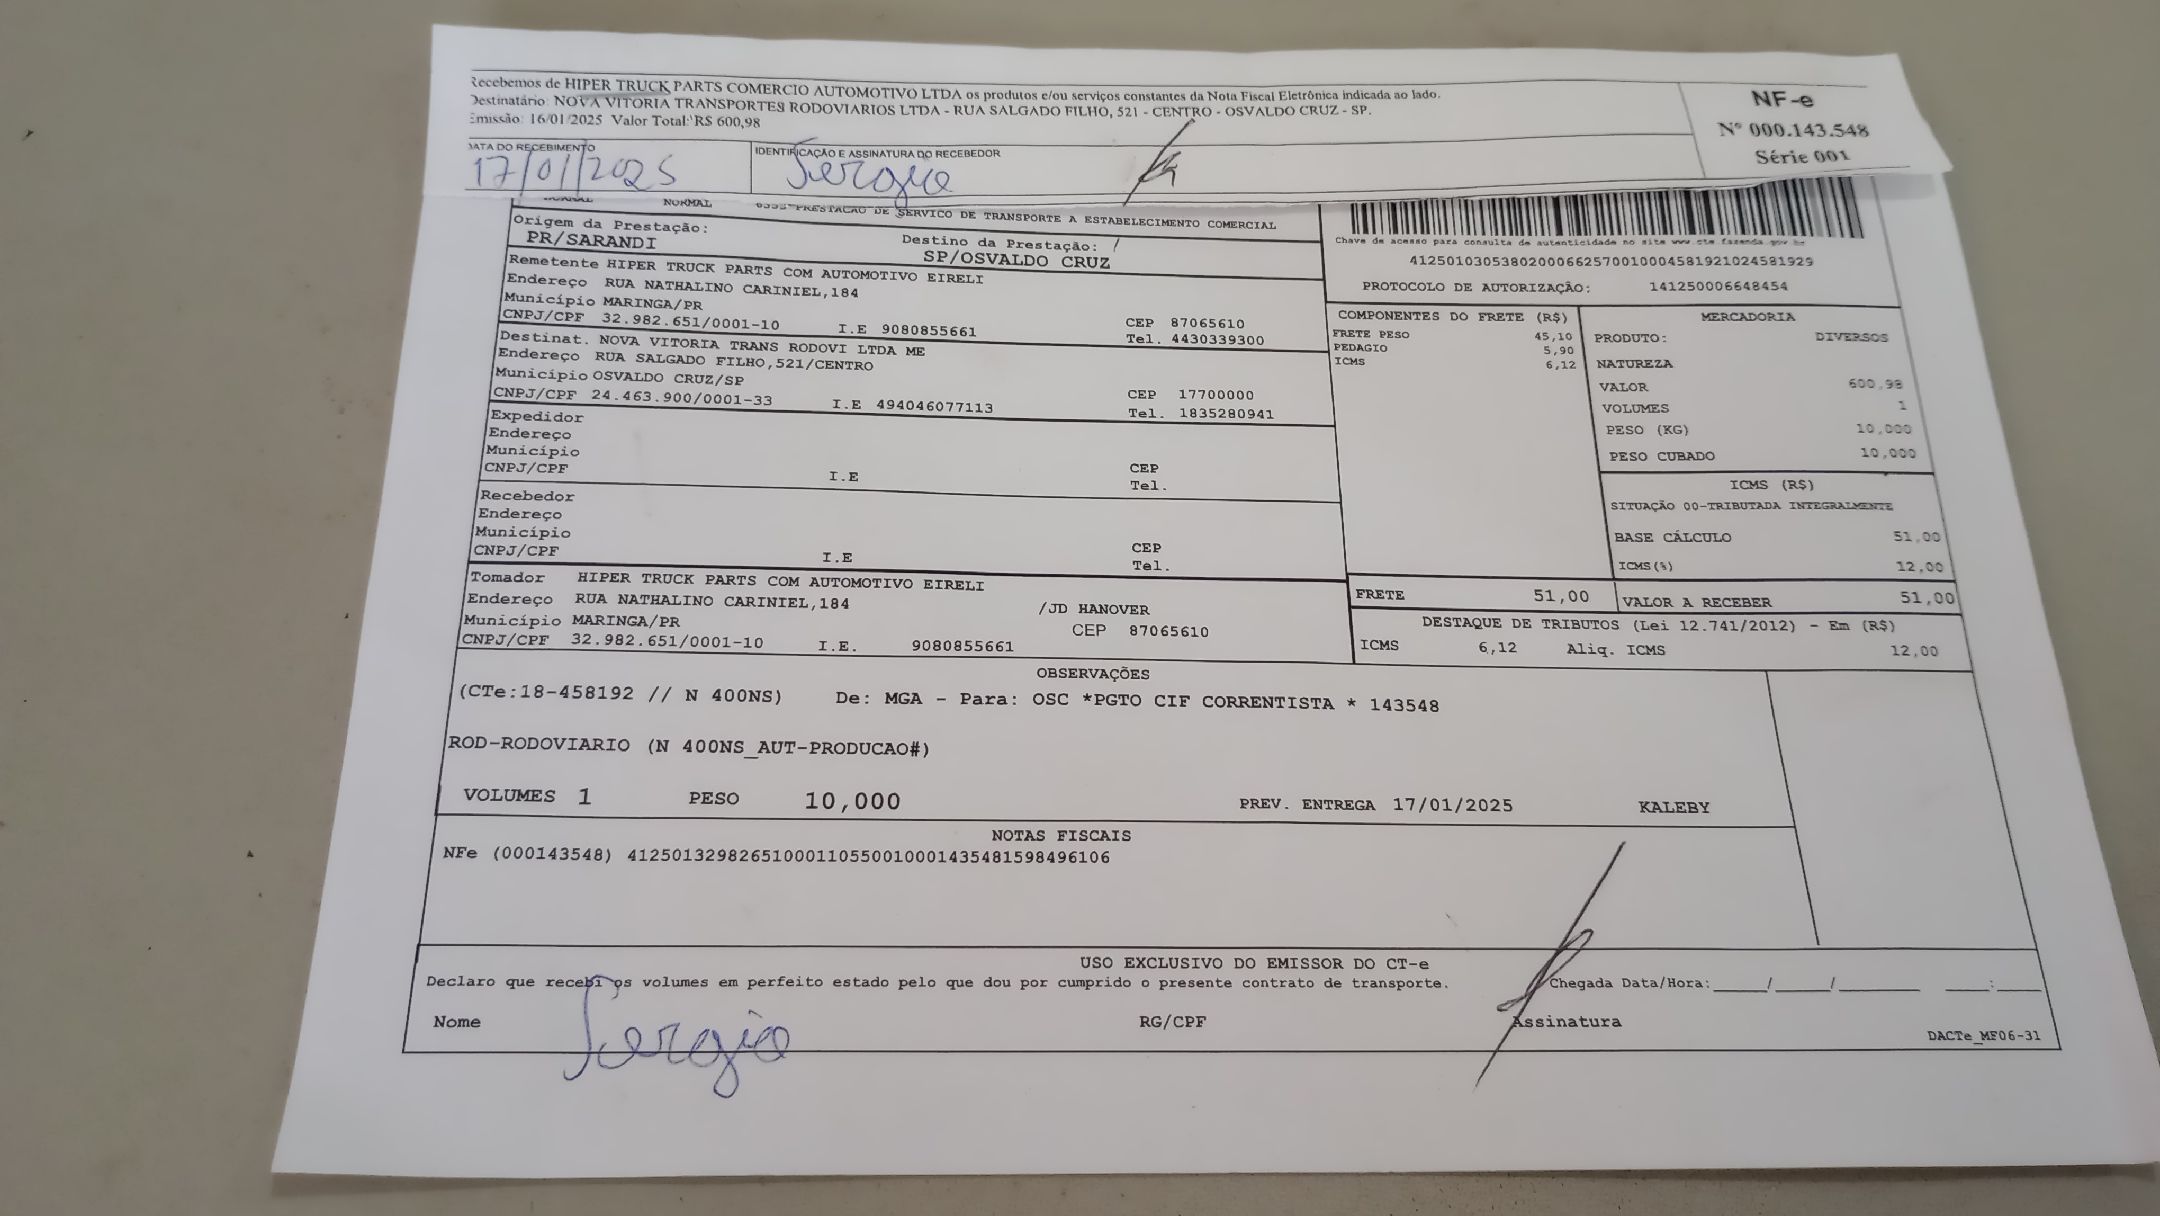 Recebemos de HIPER TRUCK PARTS COMERCIO AUTOMOTIVO LTDA os produtos e/ou serviços constantes da Nota Fiscal Eletrônica indicada ao lado.
Destinatário: NOVA VITORIA TRANSPORTES RODOVIARIOS LTDA - RUA SALGADO FILHO, 521 - CENTRO - OSVALDO CRUZ - SP.
Emissão: 16/01/2025 Valor Total: R$ 600,98
NF-e
Nº 000.143.548
Série 001
DATA DO RECEBIMENTO
17/01/2025
IDENTIFICAÇÃO E ASSINATURA DO RECEBEDOR
Sergio
NORMAL PRESTACAO DE SERVICO DE TRANSPORTE A ESTABELECIMENTO COMERCIAL
Origem da Prestação:
PR/SARANDI
Destino da Prestação: /
SP/OSVALDO CRUZ
Remetente HIPER TRUCK PARTS COM AUTOMOTIVO EIRELI
Endereço RUA NATHALINO CARINIEL,184
Município MARINGA/PR CEP 87065610
CNPJ/CPF 32.982.651/0001-10 I.E 9080855661 Tel. 4430339300
Destinat. NOVA VITORIA TRANS RODOVI LTDA ME
Endereço RUA SALGADO FILHO,521/CENTRO
Município OSVALDO CRUZ/SP CEP 17700000
CNPJ/CPF 24.463.900/0001-33 I.E 494046077113 Tel. 1835280941
Expedidor
Endereço
Município CEP
CNPJ/CPF I.E Tel.
Recebedor
Endereço
Município CEP
CNPJ/CPF I.E Tel.
Tomador HIPER TRUCK PARTS COM AUTOMOTIVO EIRELI
Endereço RUA NATHALINO CARINIEL,184 /JD HANOVER
Município MARINGA/PR CEP 87065610
CNPJ/CPF 32.982.651/0001-10 I.E. 9080855661
Chave de acesso para consulta de autenticidade no site www.cte.fazenda.gov.br
41250103053802000662570010004581921024581929
PROTOCOLO DE AUTORIZAÇÃO: 141250006648454
COMPONENTES DO FRETE (R$)
FRETE PESO 45,10
PEDAGIO 5,90
ICMS 6,12
MERCADORIA
PRODUTO: DIVERSOS
NATUREZA
VALOR 600,98
VOLUMES 1
PESO (KG) 10,000
PESO CUBADO 10,000
ICMS (R$)
SITUAÇÃO 00-TRIBUTADA INTEGRALMENTE
BASE CÁLCULO 51,00
ICMS(%) 12,00
FRETE 51,00 VALOR A RECEBER 51,00
DESTAQUE DE TRIBUTOS (Lei 12.741/2012) - Em (R$)
ICMS 6,12 Aliq. ICMS 12,00
OBSERVAÇÕES
(CTe:18-458192 // N 400NS) De: MGA - Para: OSC *PGTO CIF CORRENTISTA * 143548
ROD-RODOVIARIO (N 400NS_AUT-PRODUCAO#)
VOLUMES 1 PESO 10,000 PREV. ENTREGA 17/01/2025 KALEBY
NOTAS FISCAIS
NFe (000143548) 41250132982651000110550010001435481598496106
USO EXCLUSIVO DO EMISSOR DO CT-e
Declaro que recebi os volumes em perfeito estado pelo que dou por cumprido o presente contrato de transporte. Chegada Data/Hora:_____/_____/________ ____:____
Nome Sergio RG/CPF Assinatura
DACTe_MF06-31